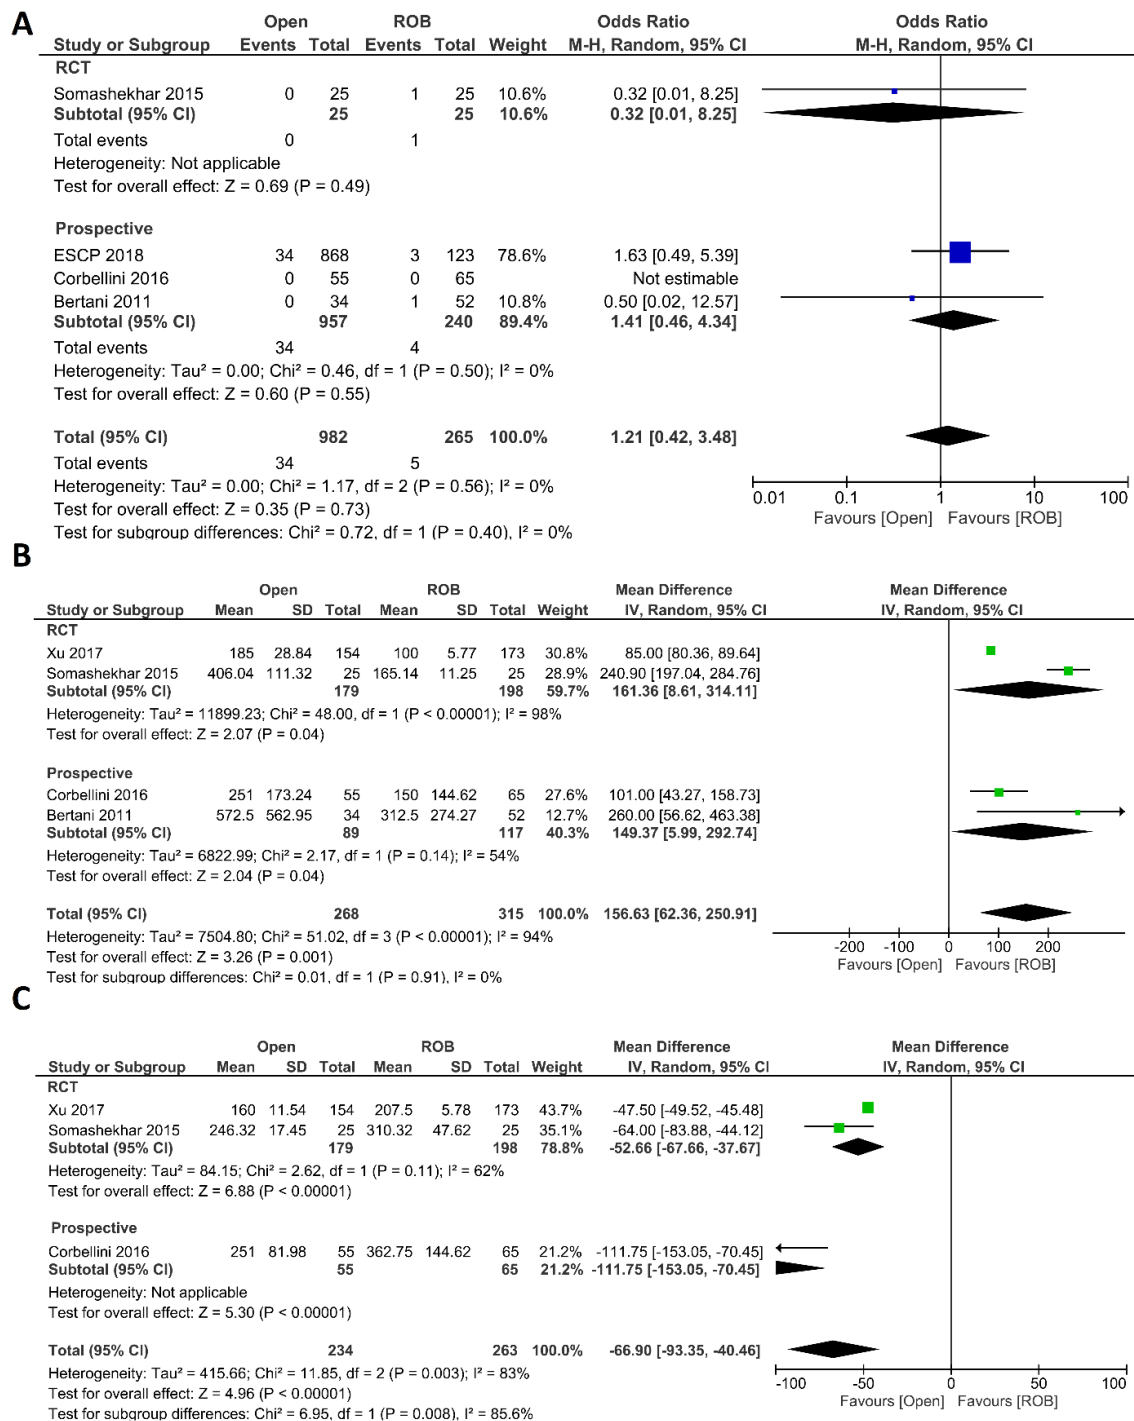 A
Open ROB Odds Ratio Odds Ratio
Study or Subgroup Events Total Events Total Weight M-H, Random, 95% CI M-H, Random, 95% CI
RCT
Somashekhar 2015 0 25 1 25 10.6% 0.32 [0.01, 8.25]
Subtotal (95% CI) 25 25 10.6% 0.32 [0.01, 8.25]
Total events 0 1
Heterogeneity: Not applicable
Test for overall effect: Z = 0.69 (P = 0.49)
Prospective
ESCP 2018 34 868 3 123 78.6% 1.63 [0.49, 5.39]
Corbellini 2016 0 55 0 65 Not estimable
Bertani 2011 0 34 1 52 10.8% 0.50 [0.02, 12.57]
Subtotal (95% CI) 957 240 89.4% 1.41 [0.46, 4.34]
Total events 34 4
Heterogeneity: Tau² = 0.00; Chi² = 0.46, df = 1 (P = 0.50); I² = 0%
Test for overall effect: Z = 0.60 (P = 0.55)
Total (95% CI) 982 265 100.0% 1.21 [0.42, 3.48]
Total events 34 5
Heterogeneity: Tau² = 0.00; Chi² = 1.17, df = 2 (P = 0.56); I² = 0%
Test for overall effect: Z = 0.35 (P = 0.73)
Test for subgroup differences: Chi² = 0.72, df = 1 (P = 0.40), I² = 0%
0.01 0.1 1 10 100
Favours [Open] Favours [ROB]
B
Open ROB Mean Difference Mean Difference
Study or Subgroup Mean SD Total Mean SD Total Weight IV, Random, 95% CI IV, Random, 95% CI
RCT
Xu 2017 185 28.84 154 100 5.77 173 30.8% 85.00 [80.36, 89.64]
Somashekhar 2015 406.04 111.32 25 165.14 11.25 25 28.9% 240.90 [197.04, 284.76]
Subtotal (95% CI) 179 198 59.7% 161.36 [8.61, 314.11]
Heterogeneity: Tau² = 11899.23; Chi² = 48.00, df = 1 (P < 0.00001); I² = 98%
Test for overall effect: Z = 2.07 (P = 0.04)
Prospective
Corbellini 2016 251 173.24 55 150 144.62 65 27.6% 101.00 [43.27, 158.73]
Bertani 2011 572.5 562.95 34 312.5 274.27 52 12.7% 260.00 [56.62, 463.38]
Subtotal (95% CI) 89 117 40.3% 149.37 [5.99, 292.74]
Heterogeneity: Tau² = 6822.99; Chi² = 2.17, df = 1 (P = 0.14); I² = 54%
Test for overall effect: Z = 2.04 (P = 0.04)
Total (95% CI) 268 315 100.0% 156.63 [62.36, 250.91]
Heterogeneity: Tau² = 7504.80; Chi² = 51.02, df = 3 (P < 0.00001); I² = 94%
Test for overall effect: Z = 3.26 (P = 0.001)
Test for subgroup differences: Chi² = 0.01, df = 1 (P = 0.91), I² = 0%
-200 -100 0 100 200
Favours [Open] Favours [ROB]
C
Open ROB Mean Difference Mean Difference
Study or Subgroup Mean SD Total Mean SD Total Weight IV, Random, 95% CI IV, Random, 95% CI
RCT
Xu 2017 160 11.54 154 207.5 5.78 173 43.7% -47.50 [-49.52, -45.48]
Somashekhar 2015 246.32 17.45 25 310.32 47.62 25 35.1% -64.00 [-83.88, -44.12]
Subtotal (95% CI) 179 198 78.8% -52.66 [-67.66, -37.67]
Heterogeneity: Tau² = 84.15; Chi² = 2.62, df = 1 (P = 0.11); I² = 62%
Test for overall effect: Z = 6.88 (P < 0.00001)
Prospective
Corbellini 2016 251 81.98 55 362.75 144.62 65 21.2% -111.75 [-153.05, -70.45]
Subtotal (95% CI) 55 65 21.2% -111.75 [-153.05, -70.45]
Heterogeneity: Not applicable
Test for overall effect: Z = 5.30 (P < 0.00001)
Total (95% CI) 234 263 100.0% -66.90 [-93.35, -40.46]
Heterogeneity: Tau² = 415.66; Chi² = 11.85, df = 2 (P = 0.003); I² = 83%
Test for overall effect: Z = 4.96 (P < 0.00001)
Test for subgroup differences: Chi² = 6.95, df = 1 (P = 0.008), I² = 85.6%
-100 -50 0 50 100
Favours [Open] Favours [ROB]